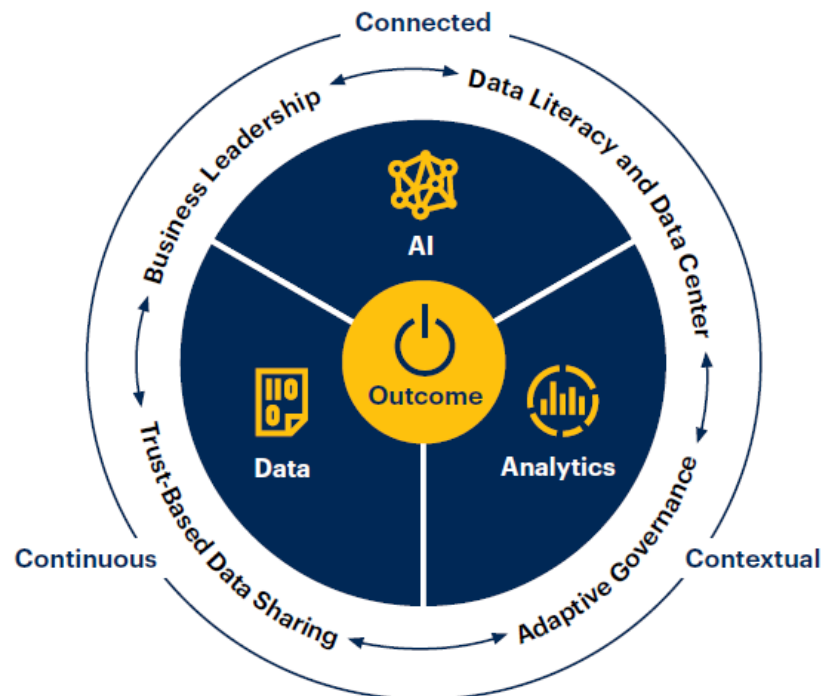 Connected
Business Leadership
Data Literacy and Data Center
AI
Outcome
Data
Analytics
Trust-Based Data Sharing
Adaptive Governance
Continuous
Contextual